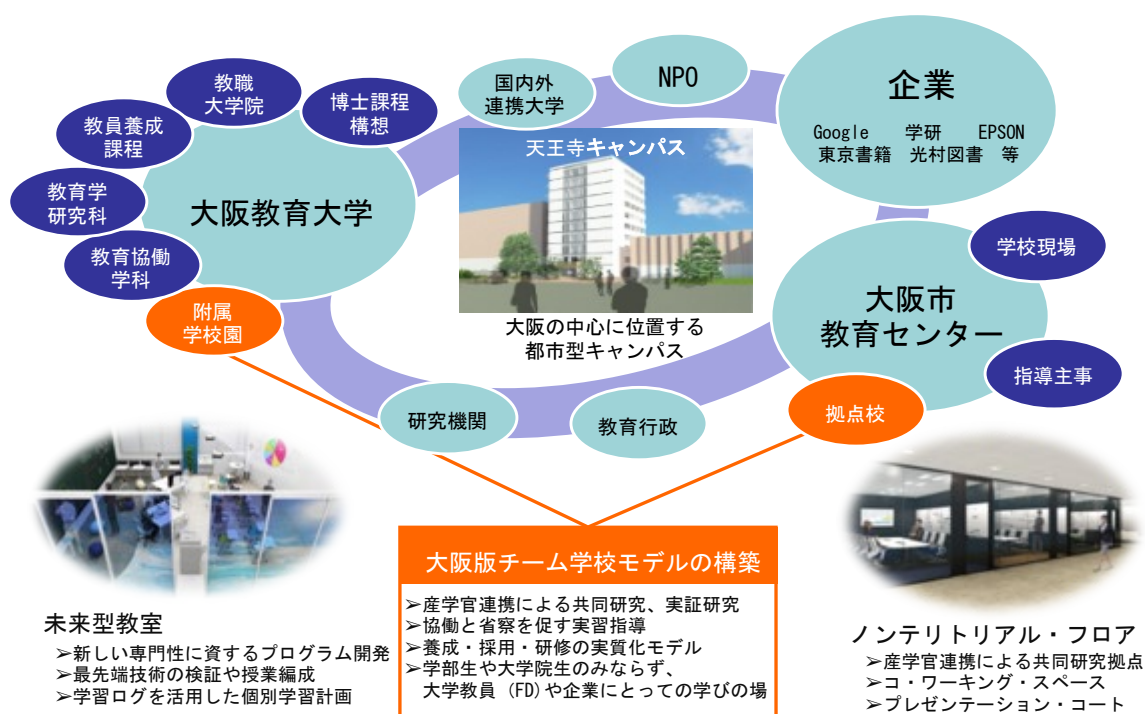 教職
大学院
博士課程
構想
教員養成
課程
教育学
研究科
教育協働
学科
大阪教育大学
附属
学校園
国内外
連携大学
NPO
企業
Google 学研 EPSON
東京書籍 光村図書 等
天王寺キャンパス
大阪の中心に位置する
都市型キャンパス
学校現場
大阪市
教育センター
指導主事
拠点校
研究機関
教育行政
未来型教室
➢新しい専門性に資するプログラム開発
➢最先端技術の検証や授業編成
➢学習ログを活用した個別学習計画
大阪版チーム学校モデルの構築
➢産学官連携による共同研究、実証研究
➢協働と省察を促す実習指導
➢養成・採用・研修の実質化モデル
➢学部生や大学院生のみならず、
大学教員 (FD)や企業にとっての学びの場
ノンテリトリアル・フロア
➢産学官連携による共同研究拠点
➢コ・ワーキング・スペース
➢プレゼンテーション・コート